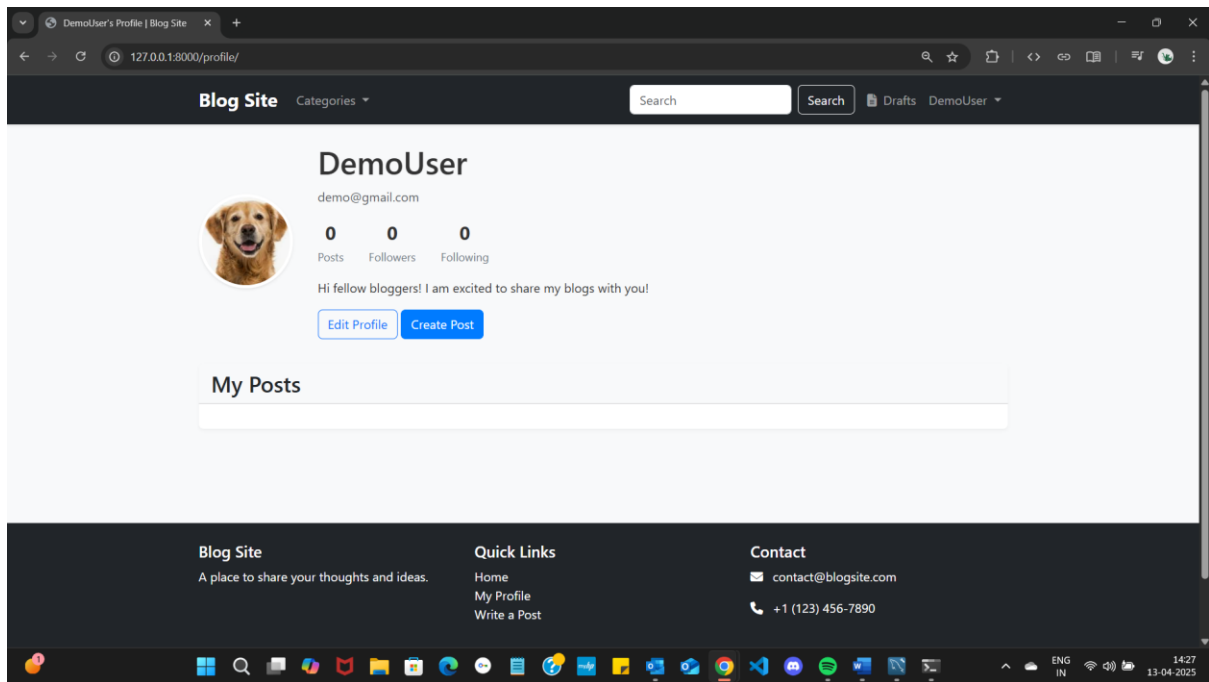 DemoUser's Profile | Blog Site
127.0.0.1:8000/profile/
Blog Site Categories Search Search Drafts DemoUser
DemoUser
demo@gmail.com
0 0 0
Posts Followers Following
Hi fellow bloggers! I am excited to share my blogs with you!
Edit Profile Create Post
My Posts
Blog Site Quick Links Contact
A place to share your thoughts and ideas. Home contact@blogsite.com
My Profile
+1 (123) 456-7890
Write a Post
1
ENG 14:27
IN 13-04-2025